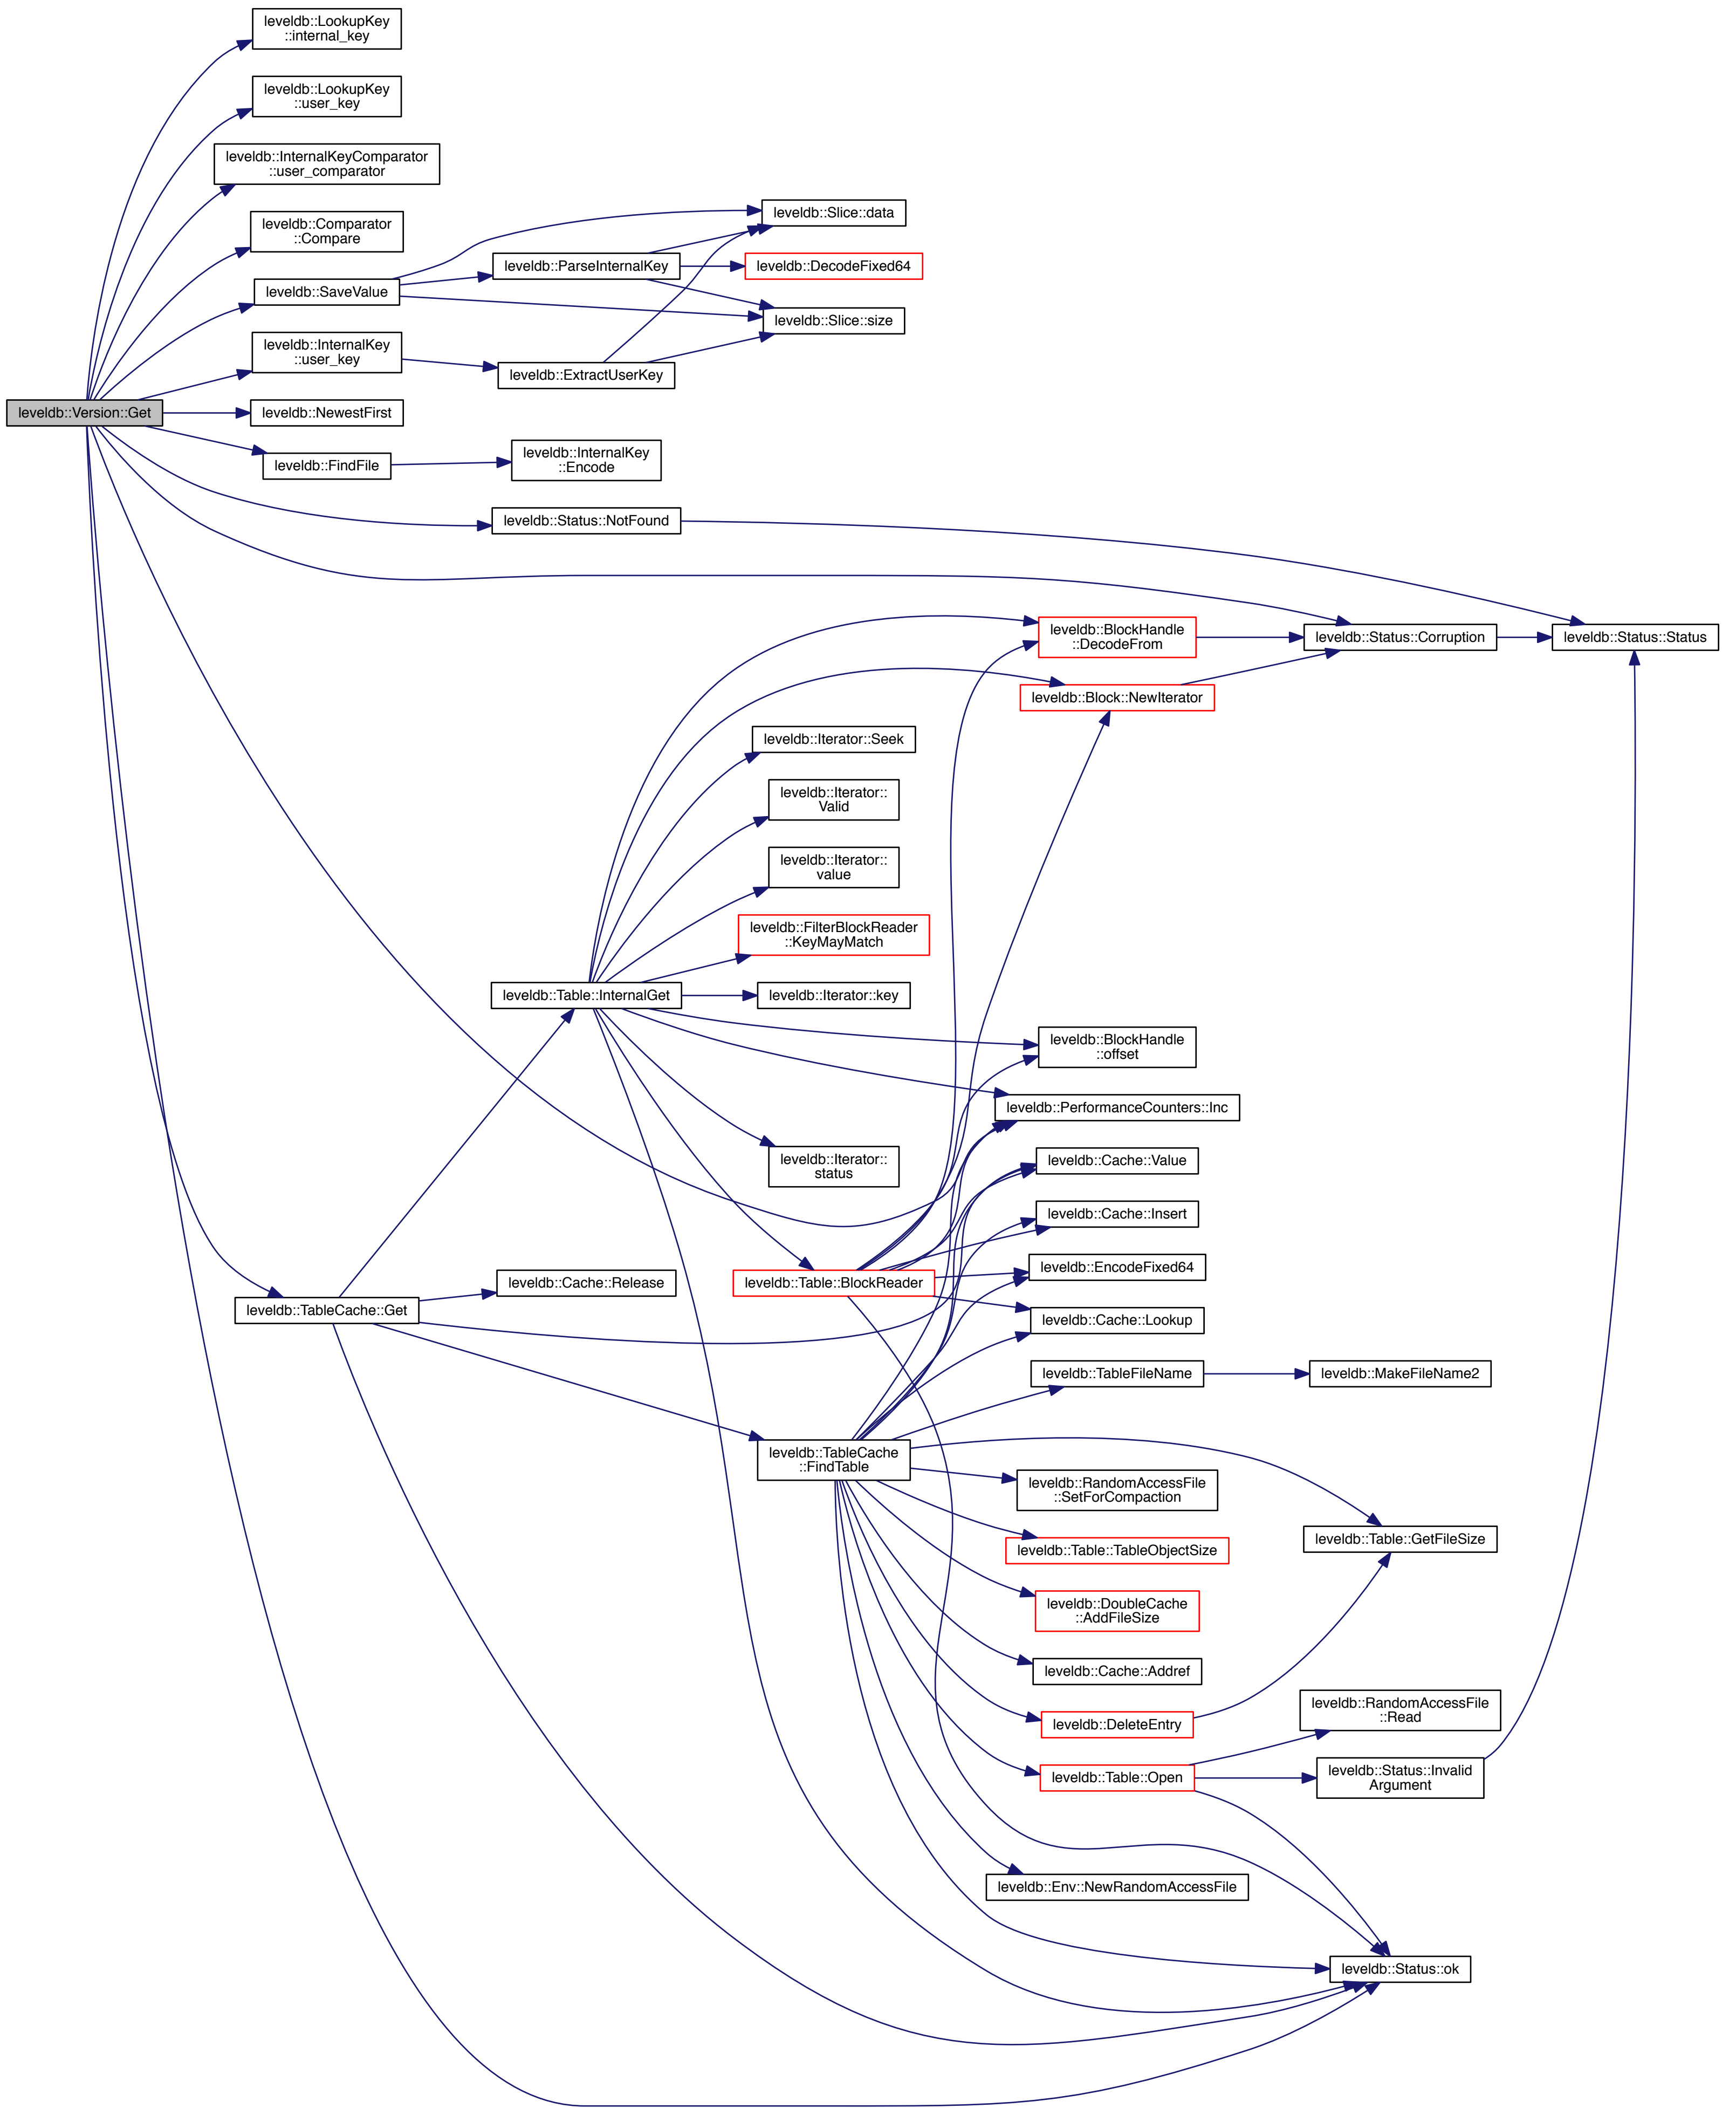 leveldb::LookupKey
::internal_key
leveldb::LookupKey
::user_key
leveldb::InternalKeyComparator
::user_comparator
leveldb::Comparator
::Compare
leveldb::Slice::data
leveldb::ParseInternalKey
leveldb::DecodeFixed64
leveldb::SaveValue
leveldb::Slice::size
leveldb::InternalKey
::user_key
leveldb::ExtractUserKey
leveldb::Version::Get
leveldb::NewestFirst
leveldb::FindFile
leveldb::InternalKey
::Encode
leveldb::Status::NotFound
leveldb::BlockHandle
::DecodeFrom
leveldb::Status::Corruption
leveldb::Status::Status
leveldb::Block::NewIterator
leveldb::Iterator::Seek
leveldb::Iterator::
Valid
leveldb::Iterator::
value
leveldb::FilterBlockReader
::KeyMayMatch
leveldb::Table::InternalGet
leveldb::Iterator::key
leveldb::BlockHandle
::offset
leveldb::PerformanceCounters::Inc
leveldb::Iterator::
status
leveldb::Cache::Value
leveldb::Cache::Insert
leveldb::EncodeFixed64
leveldb::Cache::Release
leveldb::Table::BlockReader
leveldb::TableCache::Get
leveldb::Cache::Lookup
leveldb::TableFileName
leveldb::MakeFileName2
leveldb::TableCache
::FindTable
leveldb::RandomAccessFile
::SetForCompaction
leveldb::Table::GetFileSize
leveldb::Table::TableObjectSize
leveldb::DoubleCache
::AddFileSize
leveldb::Cache::Addref
leveldb::RandomAccessFile
::Read
leveldb::DeleteEntry
leveldb::Table::Open
leveldb::Status::Invalid
Argument
leveldb::Env::NewRandomAccessFile
leveldb::Status::ok